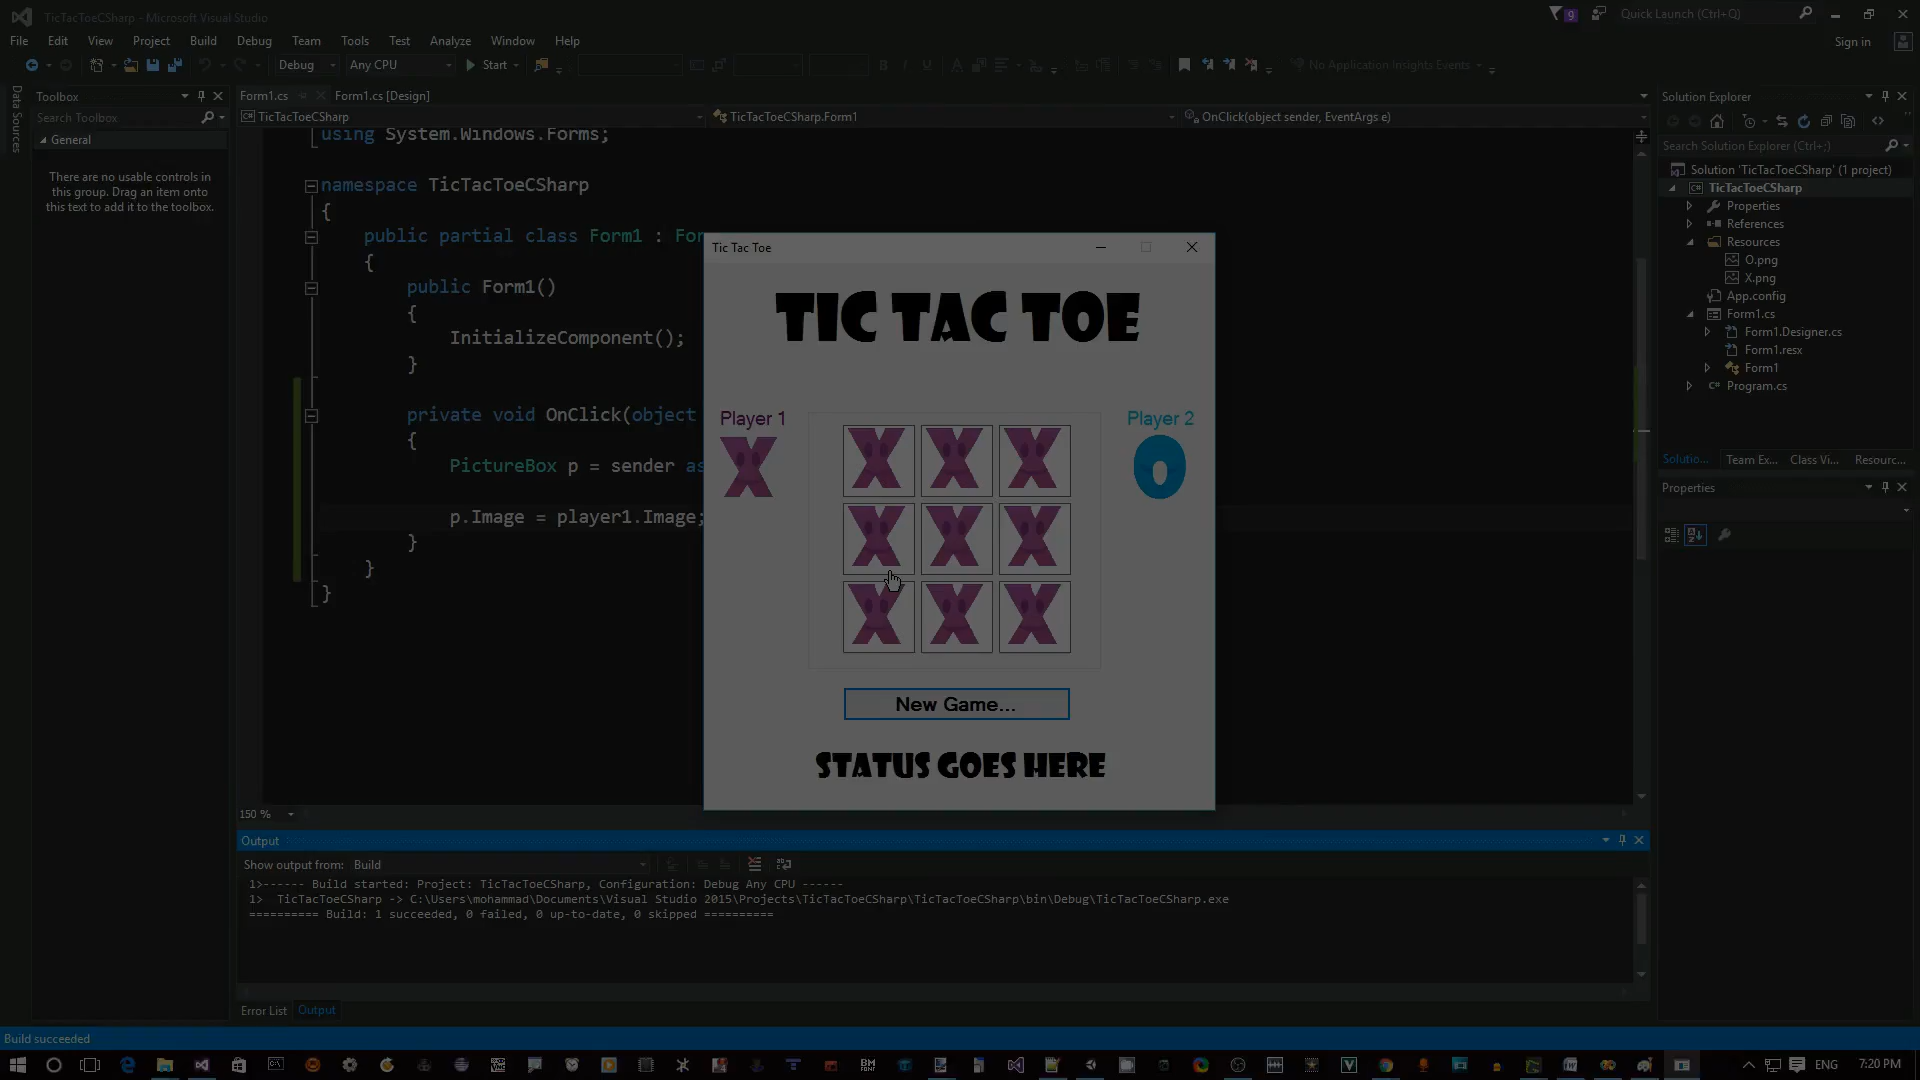 TicTacToeCSharp - Microsoft Visual Studio
9
Quick Launch (Ctrl+Q)
File Edit View Project Build Debug Team Tools Test Analyze Window Help
Sign in
Debug
Any CPU
Start
No Application Insights Events
Data Sources
Toolbox
Search Toolbox
General
There are no usable controls in
this group. Drag an item onto
this text to add it to the toolbox.
Form1.cs
Form1.cs [Design]
TicTacToeCSharp
TicTacToeCSharp.Form1
OnClick(object sender, EventArgs e)
using System.Windows.Forms;
namespace TicTacToeCSharp
{
public partial class Form1 : For
{
public Form1()
{
InitializeComponent();
}
private void OnClick(object
{
PictureBox p = sender as
p.Image = player1.Image;
}
}
}
150 %
Tic Tac Toe
TIC TAC TOE
Player 1
X
Player 2
O
X X X
X X X
X X X
New Game...
STATUS GOES HERE
Output
Show output from: Build
1>------ Build started: Project: TicTacToeCSharp, Configuration: Debug Any CPU ------
1>  TicTacToeCSharp -> C:\Users\mohammad\Documents\Visual Studio 2015\Projects\TicTacToeCSharp\TicTacToeCSharp\bin\Debug\TicTacToeCSharp.exe
========== Build: 1 succeeded, 0 failed, 0 up-to-date, 0 skipped ==========
Error List
Output
Solution Explorer
Search Solution Explorer (Ctrl+;)
Solution 'TicTacToeCSharp' (1 project)
TicTacToeCSharp
Properties
References
Resources
O.png
X.png
App.config
Form1.cs
Form1.Designer.cs
Form1.resx
Form1
Program.cs
Solutio...
Team Ex...
Class Vi...
Resourc...
Properties
Build succeeded
BM
FONT
ENG
7:20 PM